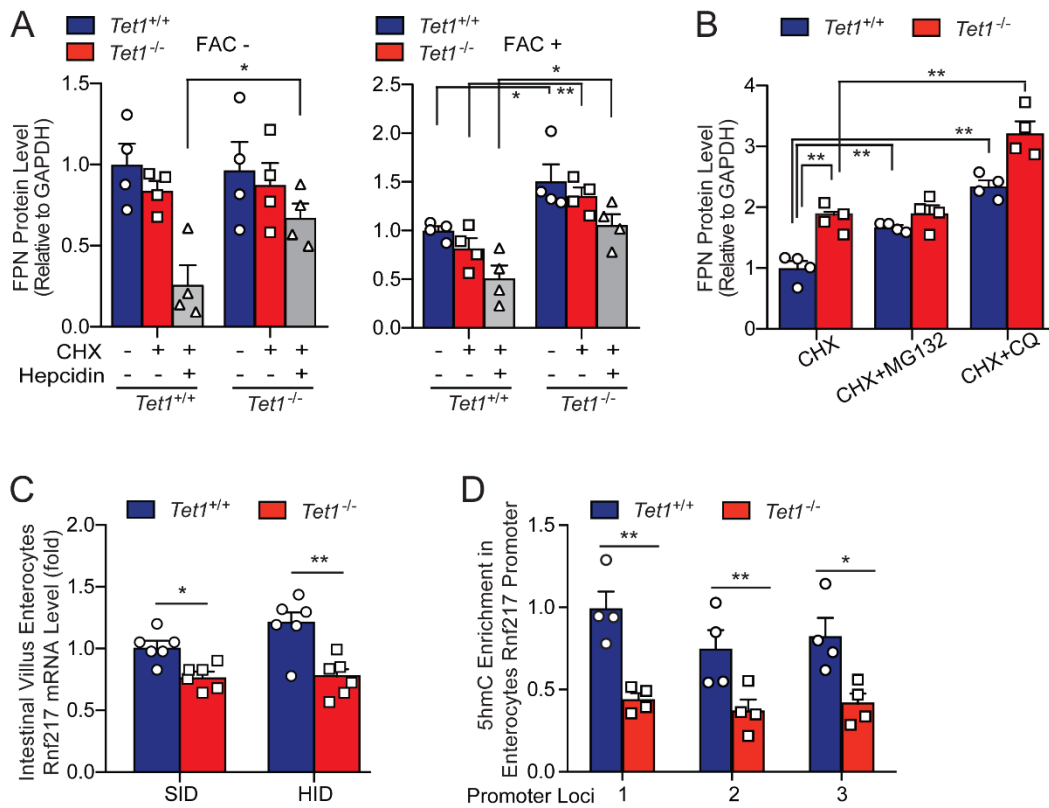 A
Tet1+/+
Tet1-/-
FAC -
FPN Protein Level
(Relative to GAPDH)
1.5
1.0
0.5
0.0
CHX - + + - + +
Hepcidin - - + - - +
Tet1+/+ Tet1-/-
*
Tet1+/+
Tet1-/-
FAC +
2.5
2.0
1.5
1.0
0.5
0.0
- + + - + +
- - + - - +
Tet1+/+ Tet1-/-
*
* **
B
Tet1+/+ Tet1-/-
FPN Protein Level
(Relative to GAPDH)
5
4
3
2
1
0
**
**
** **
CHX
CHX+MG132
CHX+CQ
C
Tet1+/+ Tet1-/-
Intestinal Villus Enterocytes
Rnf217 mRNA Level (fold)
2.0
1.5
1.0
0.5
0.0
* **
SID HID
D
Tet1+/+ Tet1-/-
5hmC Enrichment in
Enterocytes Rnf217 Promoter
1.5
1.0
0.5
0.0
** ** *
Promoter Loci 1 2 3